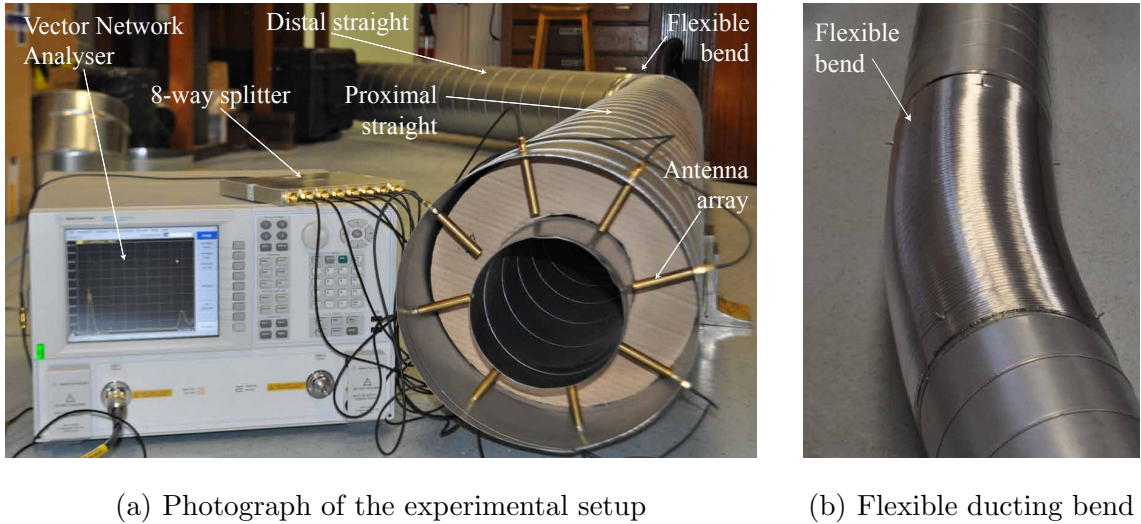 Vector Network
Analyser
Distal straight
Flexible
bend
8-way splitter
Proximal
straight
Antenna
array
Flexible
bend
(a) Photograph of the experimental setup
(b) Flexible ducting bend